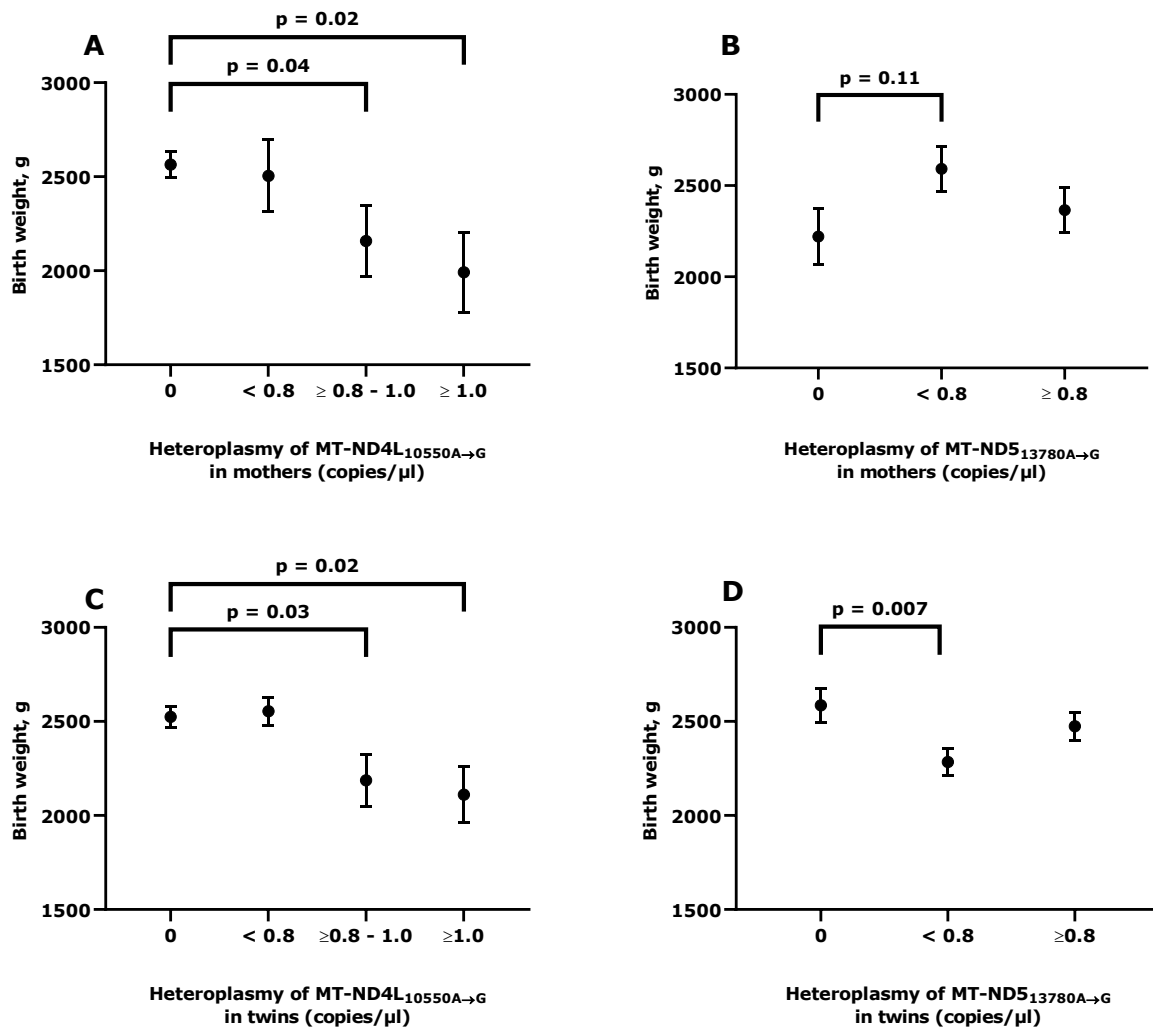 A
p = 0.02
p = 0.04
3000
2500
2000
1500
Birth weight, g
0 < 0.8 ≥ 0.8 - 1.0 ≥ 1.0
Heteroplasmy of MT-ND4L10550A→G
in mothers (copies/µl)
B
p = 0.11
3000
2500
2000
1500
Birth weight, g
0 < 0.8 ≥ 0.8
Heteroplasmy of MT-ND513780A→G
in mothers (copies/µl)
C
p = 0.02
p = 0.03
3000
2500
2000
1500
Birth weight, g
0 < 0.8 ≥0.8 - 1.0 ≥1.0
Heteroplasmy of MT-ND4L10550A→G
in twins (copies/µl)
D
p = 0.007
3000
2500
2000
1500
Birth weight, g
0 < 0.8 ≥0.8
Heteroplasmy of MT-ND513780A→G
in twins (copies/µl)